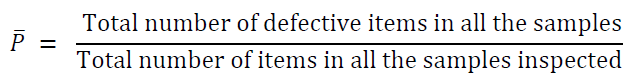 P̄ = Total number of defective items in all the samples
Total number of items in all the samples inspected